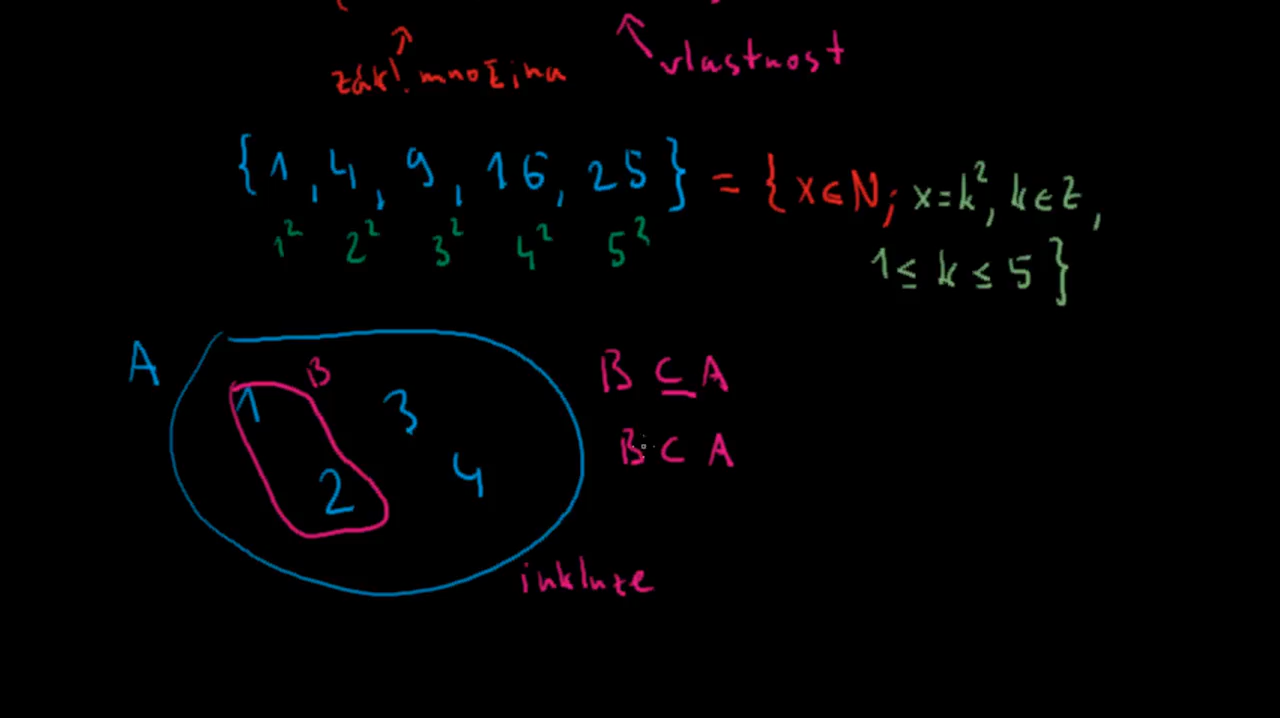 zákl. množina
vlastnost
{1, 4, 9, 16, 25} = {x∈N; x=k², k∈Z,
1² 2² 3² 4² 5²
1 ≤ k ≤ 5}
A
B
1
3
2
4
B ⊆ A
B ⊂ A
inkluze